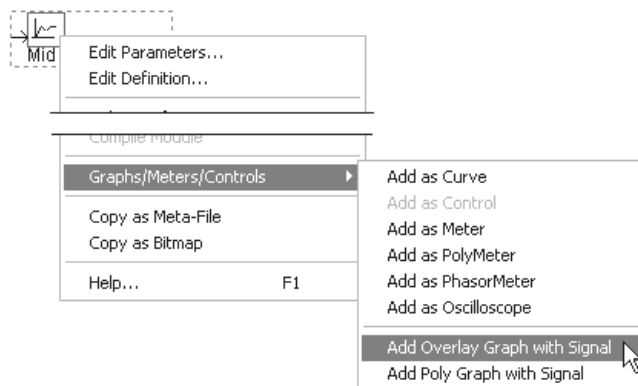 Mid
Edit Parameters...
Edit Definition...
Compile Module
Graphs/Meters/Controls
Copy as Meta-File
Copy as Bitmap
Help... F1
Add as Curve
Add as Control
Add as Meter
Add as PolyMeter
Add as PhasorMeter
Add as Oscilloscope
Add Overlay Graph with Signal
Add Poly Graph with Signal